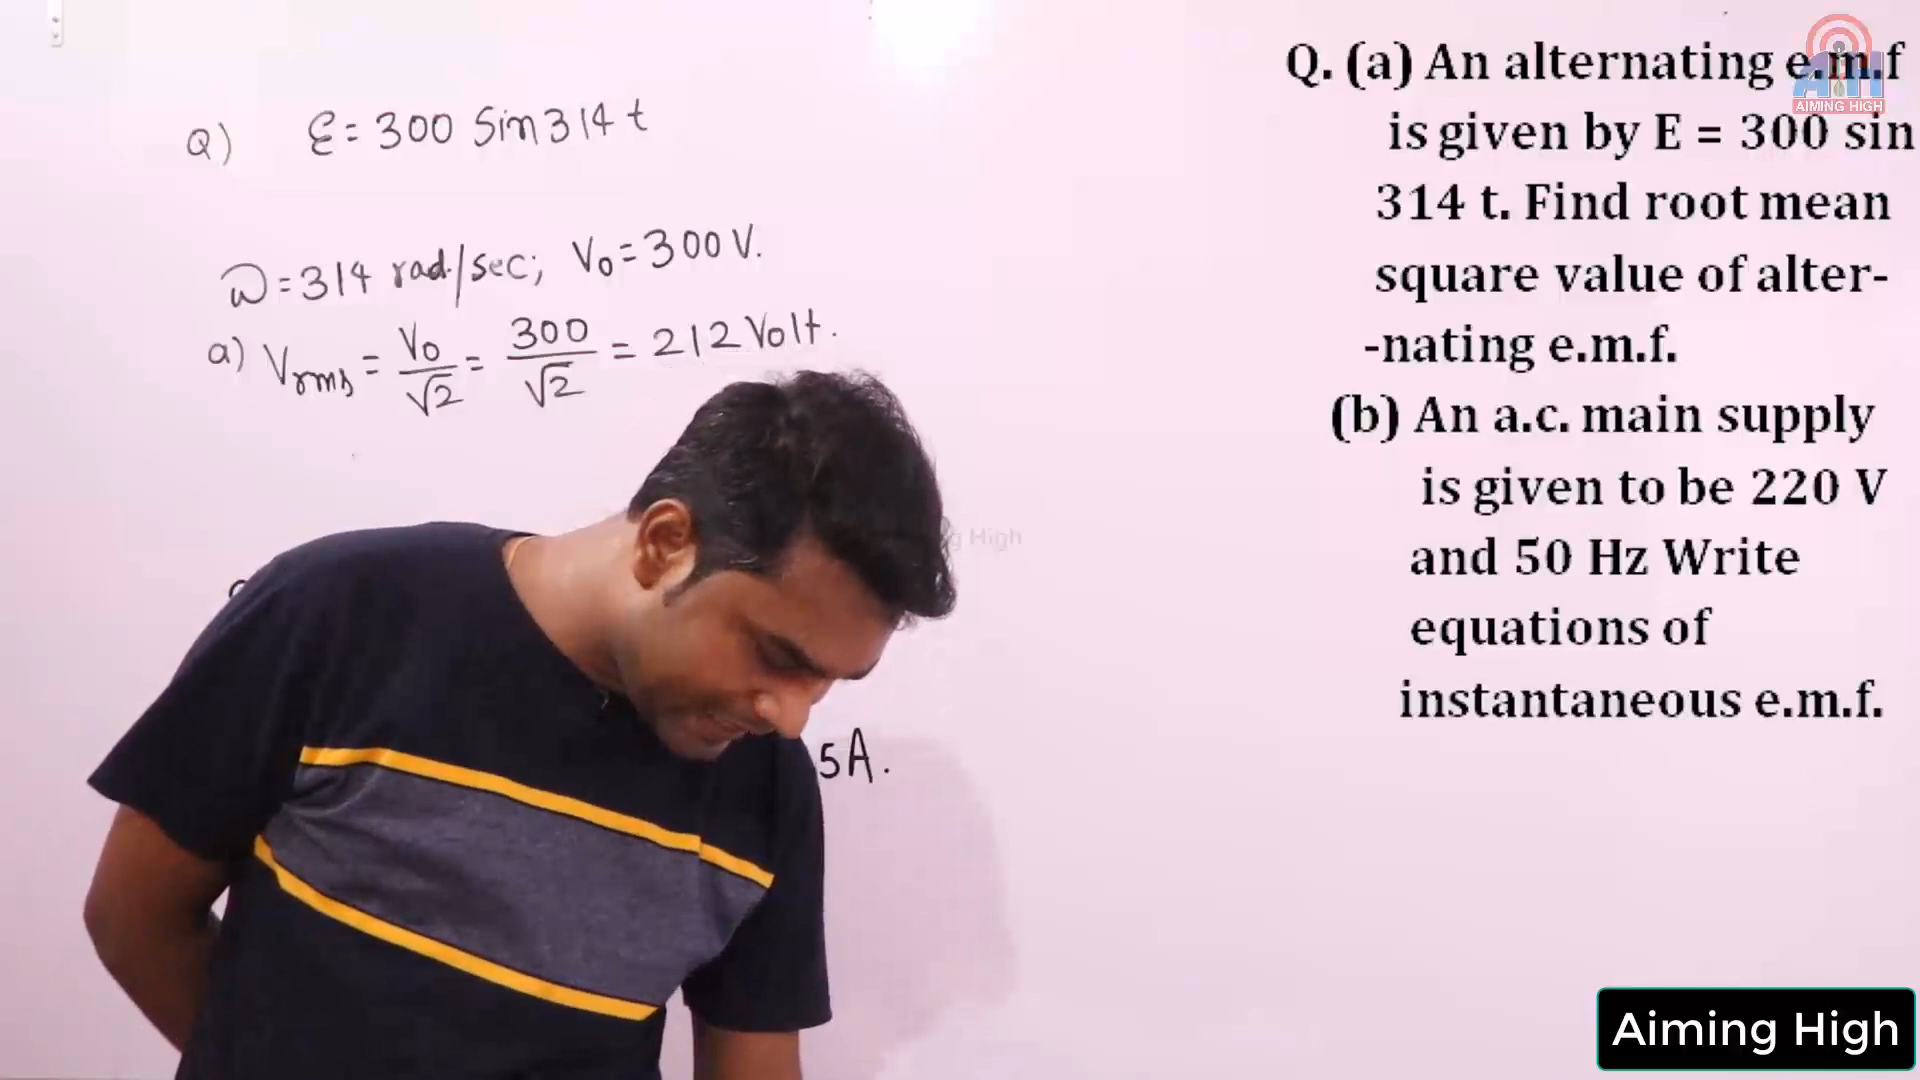 Q) ε = 300 Sin 314 t
ω = 314 rad/sec; V₀ = 300 V.
a) Vrms = V₀/√2 = 300/√2 = 212 Volt.
5A.
Q. (a) An alternating e.m.f
is given by E = 300 sin
314 t. Find root mean
square value of alter-
-nating e.m.f.
(b) An a.c. main supply
is given to be 220 V
and 50 Hz Write
equations of
instantaneous e.m.f.
AH
AIMING HIGH
g High
Aiming High